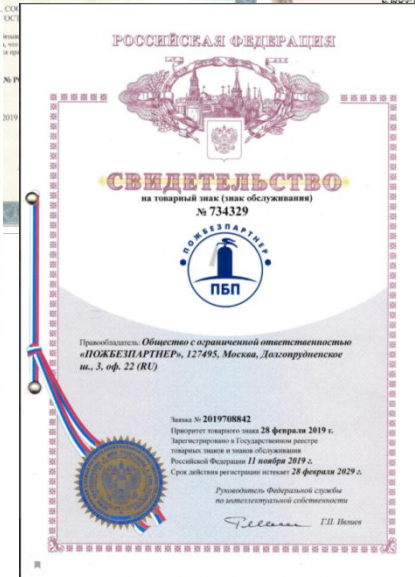 РОССИЙСКАЯ ФЕДЕРАЦИЯ
СВИДЕТЕЛЬСТВО
на товарный знак (знак обслуживания)
№ 734329
ПОЖБЕЗПАРТНЕР
ПБП
Правообладатель: Общество с ограниченной ответственностью
«ПОЖБЕЗПАРТНЕР», 127495, Москва, Долгопрудненское
ш., 3, оф. 22 (RU)
Заявка № 2019708842
Приоритет товарного знака 28 февраля 2019 г.
Зарегистрировано в Государственном реестре
товарных знаков и знаков обслуживания
Российской Федерации 11 ноября 2019 г.
Срок действия регистрации истекает 28 февраля 2029 г.
Руководитель Федеральной службы
по интеллектуальной собственности
Г.П. Ивлиев
2019